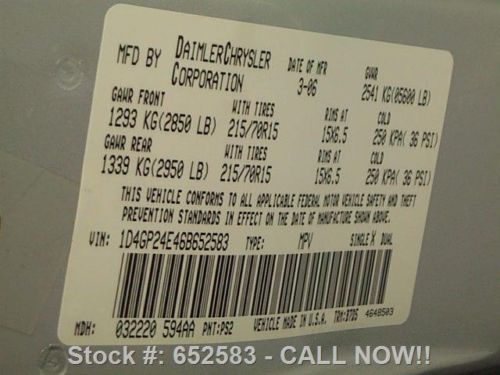 MFD BY DAIMLERCHRYSLER CORPORATION DATE OF MFR 3-06 GVWR 2541 KG(05600 LB)
GAWR FRONT WITH TIRES RIMS AT COLD
1293 KG(2850 LB) 215/70R15 15X6.5 250 KPA( 36 PSI)
GAWR REAR WITH TIRES RIMS AT COLD
1339 KG(2950 LB) 215/70R15 15X6.5 250 KPA( 36 PSI)
THIS VEHICLE CONFORMS TO ALL APPLICABLE FEDERAL MOTOR VEHICLE SAFETY AND THEFT
PREVENTION STANDARDS IN EFFECT ON THE DATE OF MANUFACTURE SHOWN ABOVE.
VIN: 1D4GP24E46B652583 TYPE: MPV SINGLE X DUAL
MDH: 032220 594AA PNT:PS2 VEHICLE MADE IN U.S.A. TRM:37D5 4648503
Stock #: 652583 - CALL NOW!!